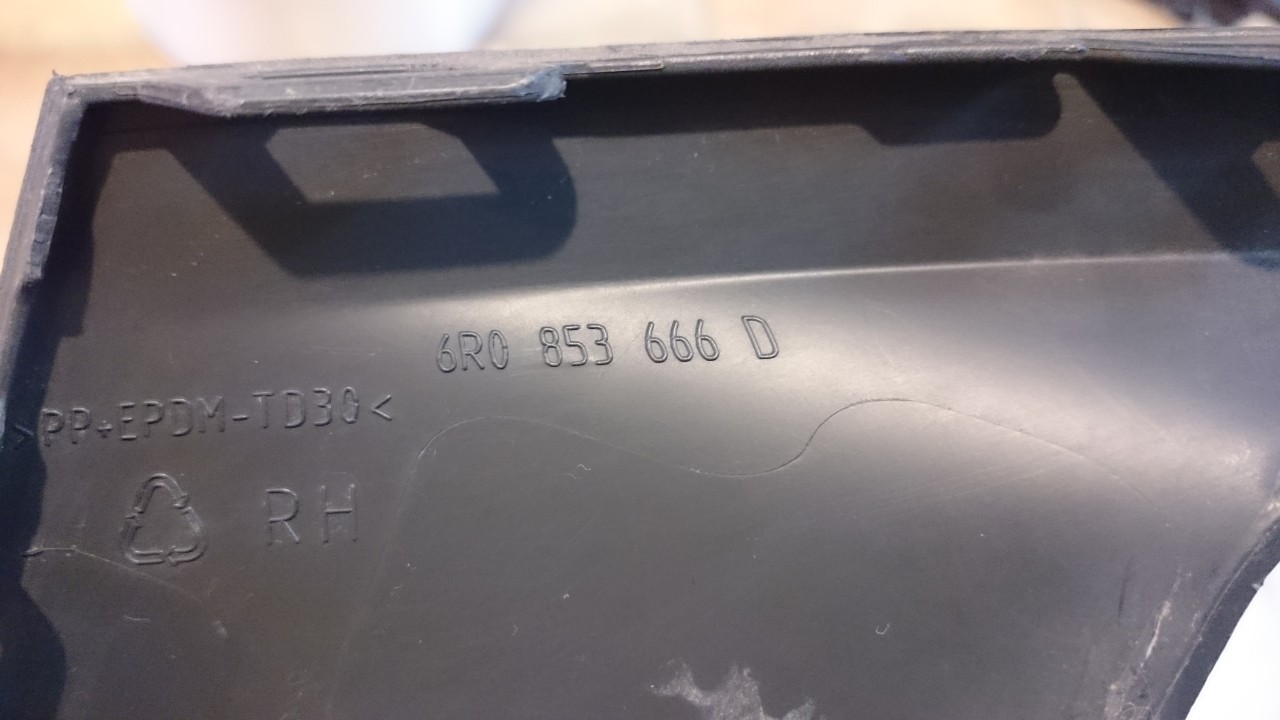 6R0 853 666 D
>PP+EPDM-TD30<
RH